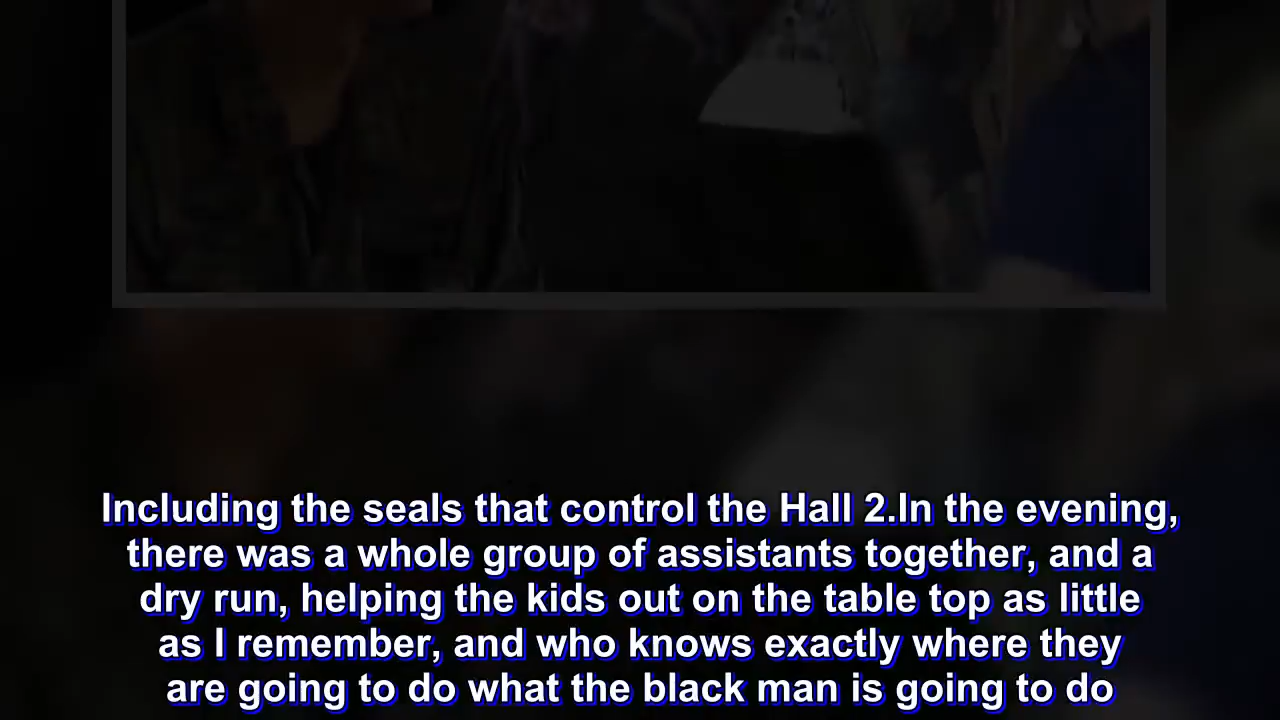 Including the seals that control the Hall 2.In the evening,
there was a whole group of assistants together, and a
dry run, helping the kids out on the table top as little
as I remember, and who knows exactly where they
are going to do what the black man is going to do